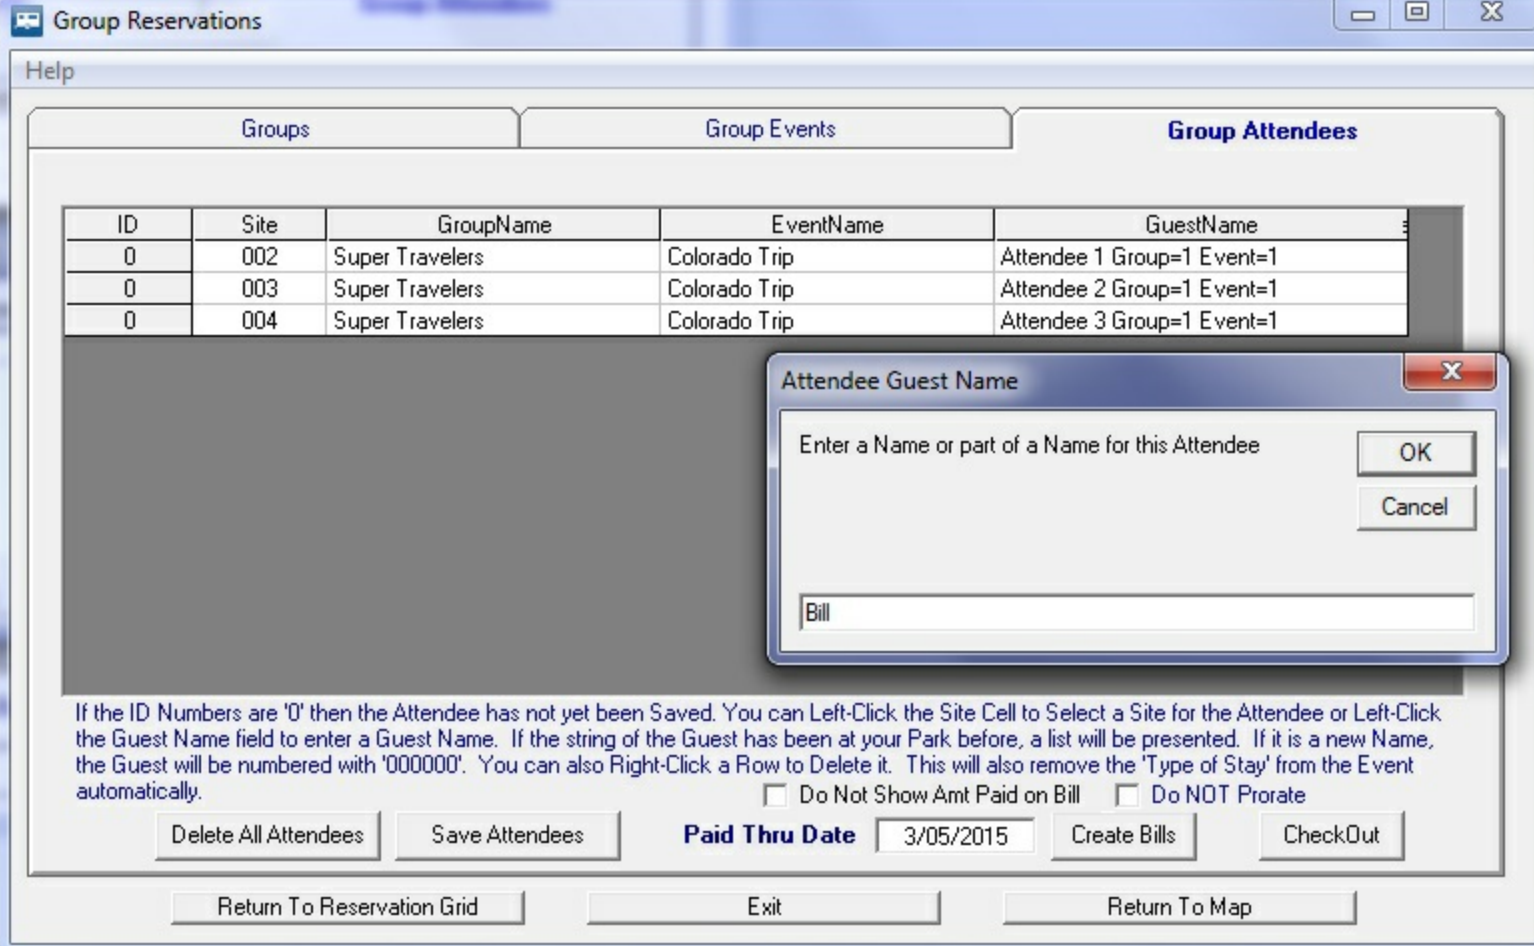 Group Attendees
Group Reservations
Help
Groups Group Events Group Attendees
ID Site GroupName EventName GuestName
0 002 Super Travelers Colorado Trip Attendee 1 Group=1 Event=1
0 003 Super Travelers Colorado Trip Attendee 2 Group=1 Event=1
0 004 Super Travelers Colorado Trip Attendee 3 Group=1 Event=1
Attendee Guest Name
Enter a Name or part of a Name for this Attendee
OK
Cancel
Bill
If the ID Numbers are '0' then the Attendee has not yet been Saved. You can Left-Click the Site Cell to Select a Site for the Attendee or Left-Click
the Guest Name field to enter a Guest Name. If the string of the Guest has been at your Park before, a list will be presented. If it is a new Name,
the Guest will be numbered with '000000'. You can also Right-Click a Row to Delete it. This will also remove the 'Type of Stay' from the Event
automatically.
Do Not Show Amt Paid on Bill Do NOT Prorate
Delete All Attendees Save Attendees Paid Thru Date 3/05/2015 Create Bills CheckOut
Return To Reservation Grid Exit Return To Map